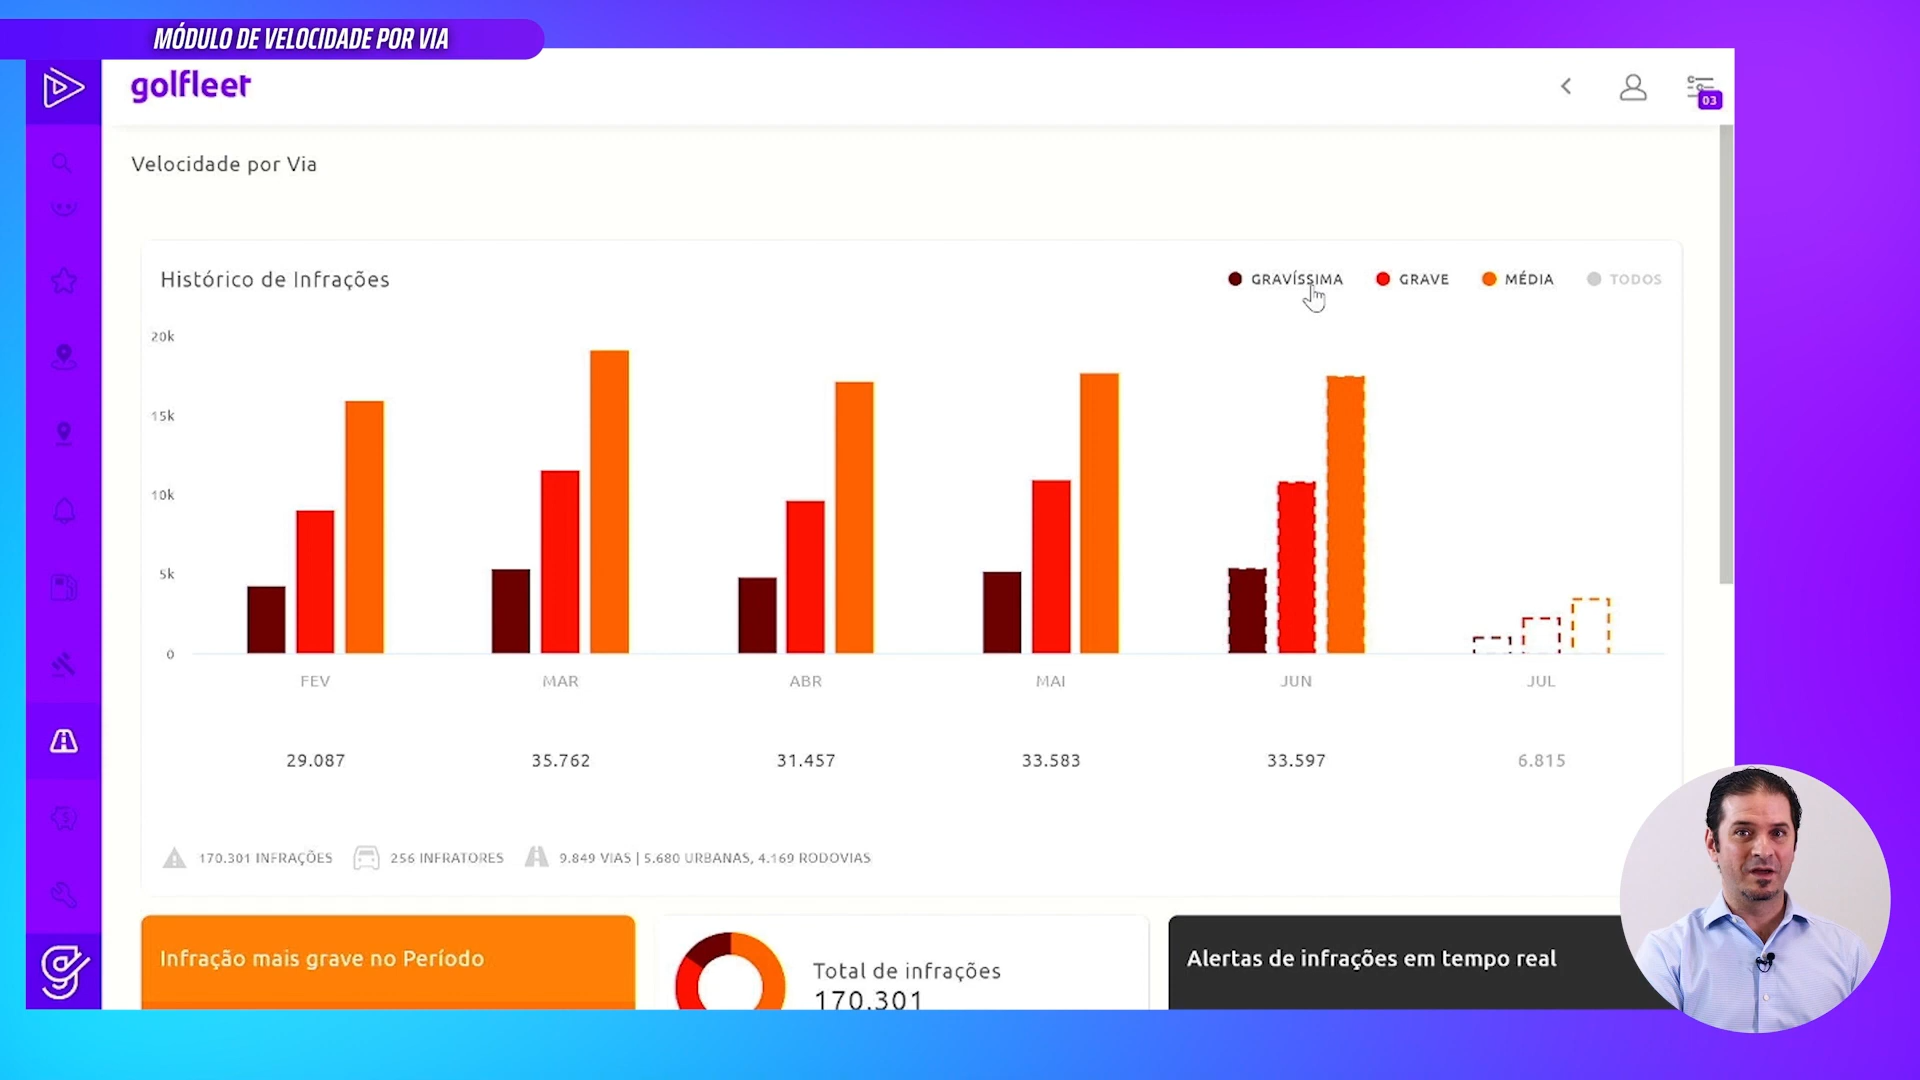 MÓDULO DE VELOCIDADE POR VIA
golfleet
03
Velocidade por Via
Histórico de Infrações
GRAVÍSSIMA GRAVE MÉDIA TODOS
20k
15k
10k
5k
0
FEV MAR ABR MAI JUN JUL
29.087 35.762 31.457 33.583 33.597 6.815
170.301 INFRAÇÕES 256 INFRATORES 9.849 VIAS | 5.680 URBANAS, 4.169 RODOVIAS
Infração mais grave no Período
Total de infrações
170.301
Alertas de infrações em tempo real